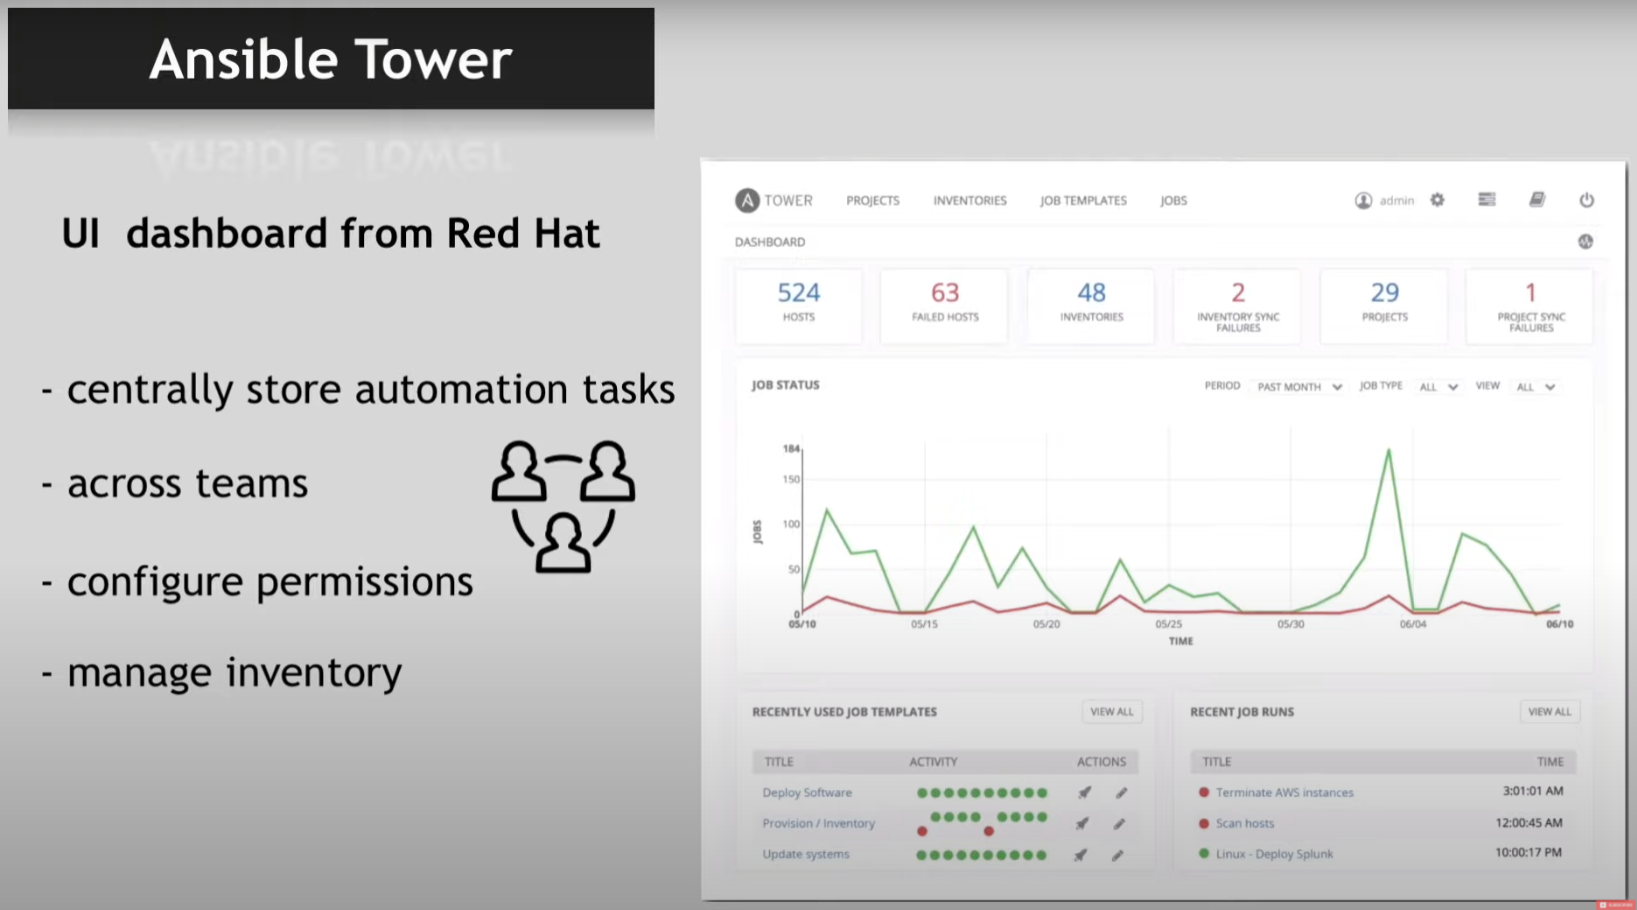 Ansible Tower
UI dashboard from Red Hat
- centrally store automation tasks
- across teams
- configure permissions
- manage inventory
A TOWER PROJECTS INVENTORIES JOB TEMPLATES JOBS admin
DASHBOARD
524
HOSTS
63
FAILED HOSTS
48
INVENTORIES
2
INVENTORY SYNC
FAILURES
29
PROJECTS
1
PROJECT SYNC
FAILURES
JOB STATUS
PERIOD PAST MONTH JOB TYPE ALL VIEW ALL
184
150
100
50
0
JOBS
05/10 05/15 05/20 05/25 05/30 06/04 06/10
TIME
RECENTLY USED JOB TEMPLATES VIEW ALL
TITLE ACTIVITY ACTIONS
Deploy Software
Provision / Inventory
Update systems
RECENT JOB RUNS VIEW ALL
TITLE TIME
Terminate AWS instances 3:01:01 AM
Scan hosts 12:00:45 AM
Linux - Deploy Splunk 10:00:17 PM
SUBSCRIBE